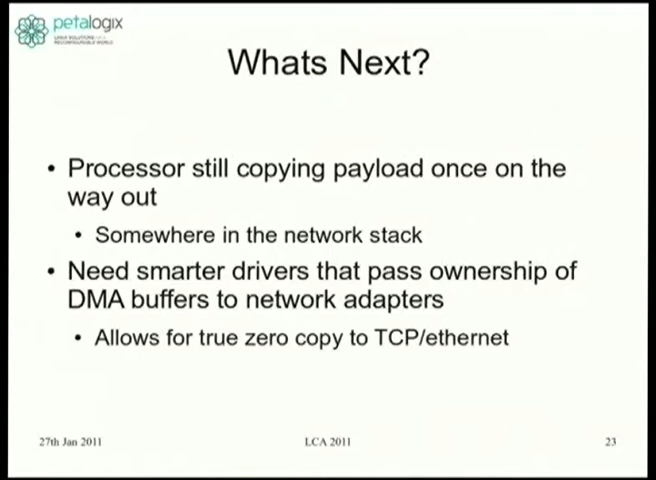 petalogix
Whats Next?
• Processor still copying payload once on the
way out
• Somewhere in the network stack
• Need smarter drivers that pass ownership of
DMA buffers to network adapters
• Allows for true zero copy to TCP/ethernet
27th Jan 2011
LCA 2011
23